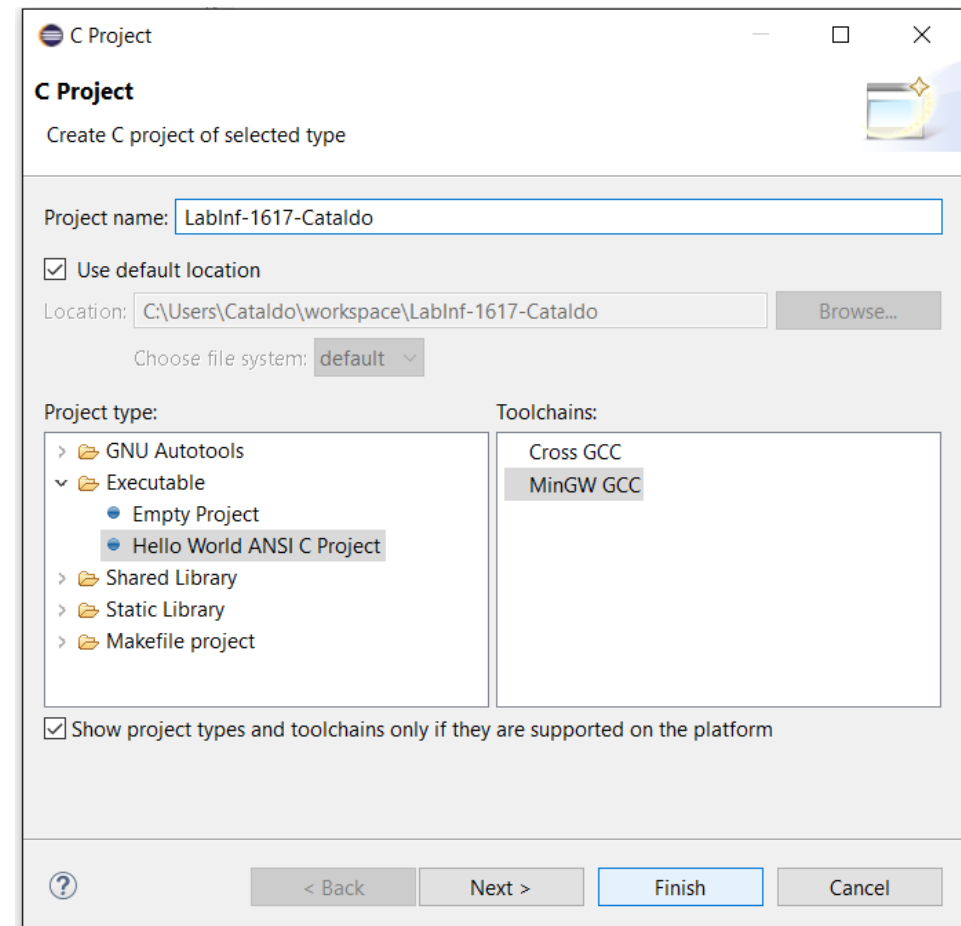 C Project
C Project
Create C project of selected type
Project name: LabInf-1617-Cataldo
Use default location
Location: C:\Users\Cataldo\workspace\LabInf-1617-Cataldo Browse...
Choose file system: default
Project type: Toolchains:
GNU Autotools Cross GCC
Executable MinGW GCC
Empty Project
Hello World ANSI C Project
Shared Library
Static Library
Makefile project
Show project types and toolchains only if they are supported on the platform
? < Back Next > Finish Cancel